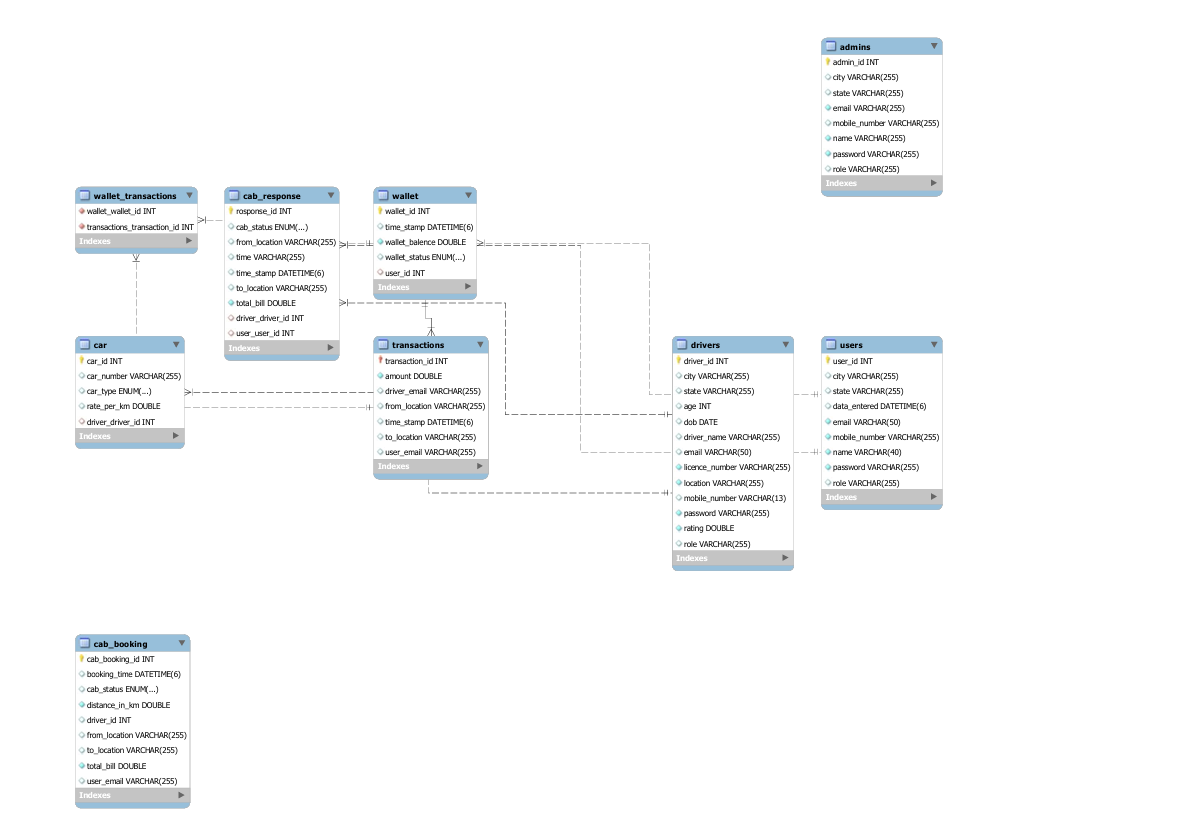 admins
admin_id INT
city VARCHAR(255)
state VARCHAR(255)
email VARCHAR(255)
mobile_number VARCHAR(255)
name VARCHAR(255)
password VARCHAR(255)
role VARCHAR(255)
Indexes
wallet_transactions
wallet_wallet_id INT
transactions_transaction_id INT
Indexes
cab_response
rosponse_id INT
cab_status ENUM(...)
from_location VARCHAR(255)
time VARCHAR(255)
time_stamp DATETIME(6)
to_location VARCHAR(255)
total_bill DOUBLE
driver_driver_id INT
user_user_id INT
Indexes
wallet
wallet_id INT
time_stamp DATETIME(6)
wallet_balence DOUBLE
wallet_status ENUM(...)
user_id INT
Indexes
car
car_id INT
car_number VARCHAR(255)
car_type ENUM(...)
rate_per_km DOUBLE
driver_driver_id INT
Indexes
transactions
transaction_id INT
amount DOUBLE
driver_email VARCHAR(255)
from_location VARCHAR(255)
time_stamp DATETIME(6)
to_location VARCHAR(255)
user_email VARCHAR(255)
Indexes
drivers
driver_id INT
city VARCHAR(255)
state VARCHAR(255)
age INT
dob DATE
driver_name VARCHAR(255)
email VARCHAR(50)
licence_number VARCHAR(255)
location VARCHAR(255)
mobile_number VARCHAR(13)
password VARCHAR(255)
rating DOUBLE
role VARCHAR(255)
Indexes
users
user_id INT
city VARCHAR(255)
state VARCHAR(255)
data_entered DATETIME(6)
email VARCHAR(50)
mobile_number VARCHAR(255)
name VARCHAR(40)
password VARCHAR(255)
role VARCHAR(255)
Indexes
cab_booking
cab_booking_id INT
booking_time DATETIME(6)
cab_status ENUM(...)
distance_in_km DOUBLE
driver_id INT
from_location VARCHAR(255)
to_location VARCHAR(255)
total_bill DOUBLE
user_email VARCHAR(255)
Indexes